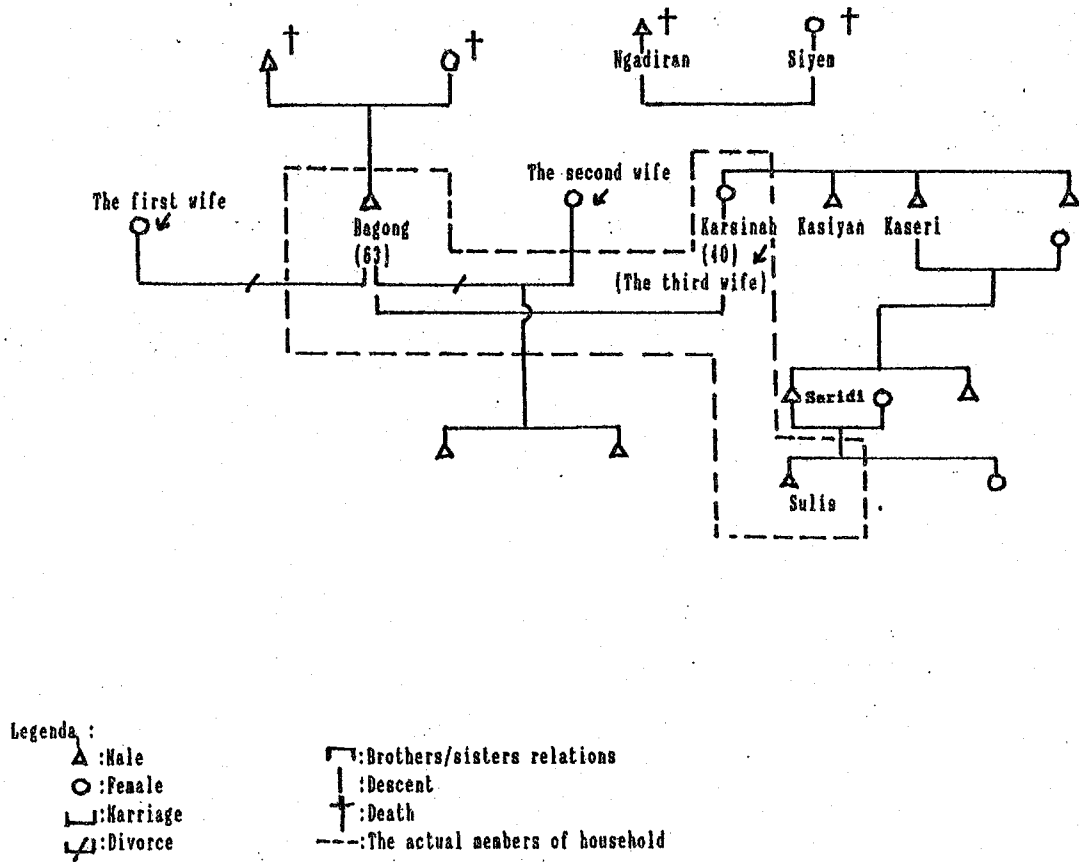 Ngadiran
Siyem
The first wife
The second wife
Bagong
(63)
Karsinah
(40)
(The third wife)
Kasiyan
Kaseri
Saridi
Sulis
Legenda :
:Male
:Female
:Marriage
:Divorce
:Brothers/sisters relations
:Descent
:Death
:The actual members of household